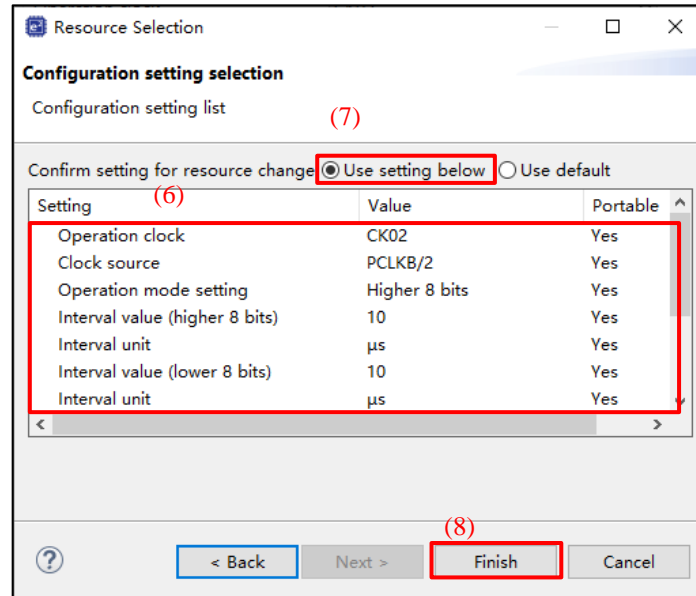 Resource Selection
Configuration setting selection
Configuration setting list
(7)
Confirm setting for resource change Use setting below Use default
(6)
Setting Value Portable
Operation clock CK02 Yes
Clock source PCLKB/2 Yes
Operation mode setting Higher 8 bits Yes
Interval value (higher 8 bits) 10 Yes
Interval unit µs Yes
Interval value (lower 8 bits) 10 Yes
Interval unit µs Yes
(8)
< Back Next > Finish Cancel